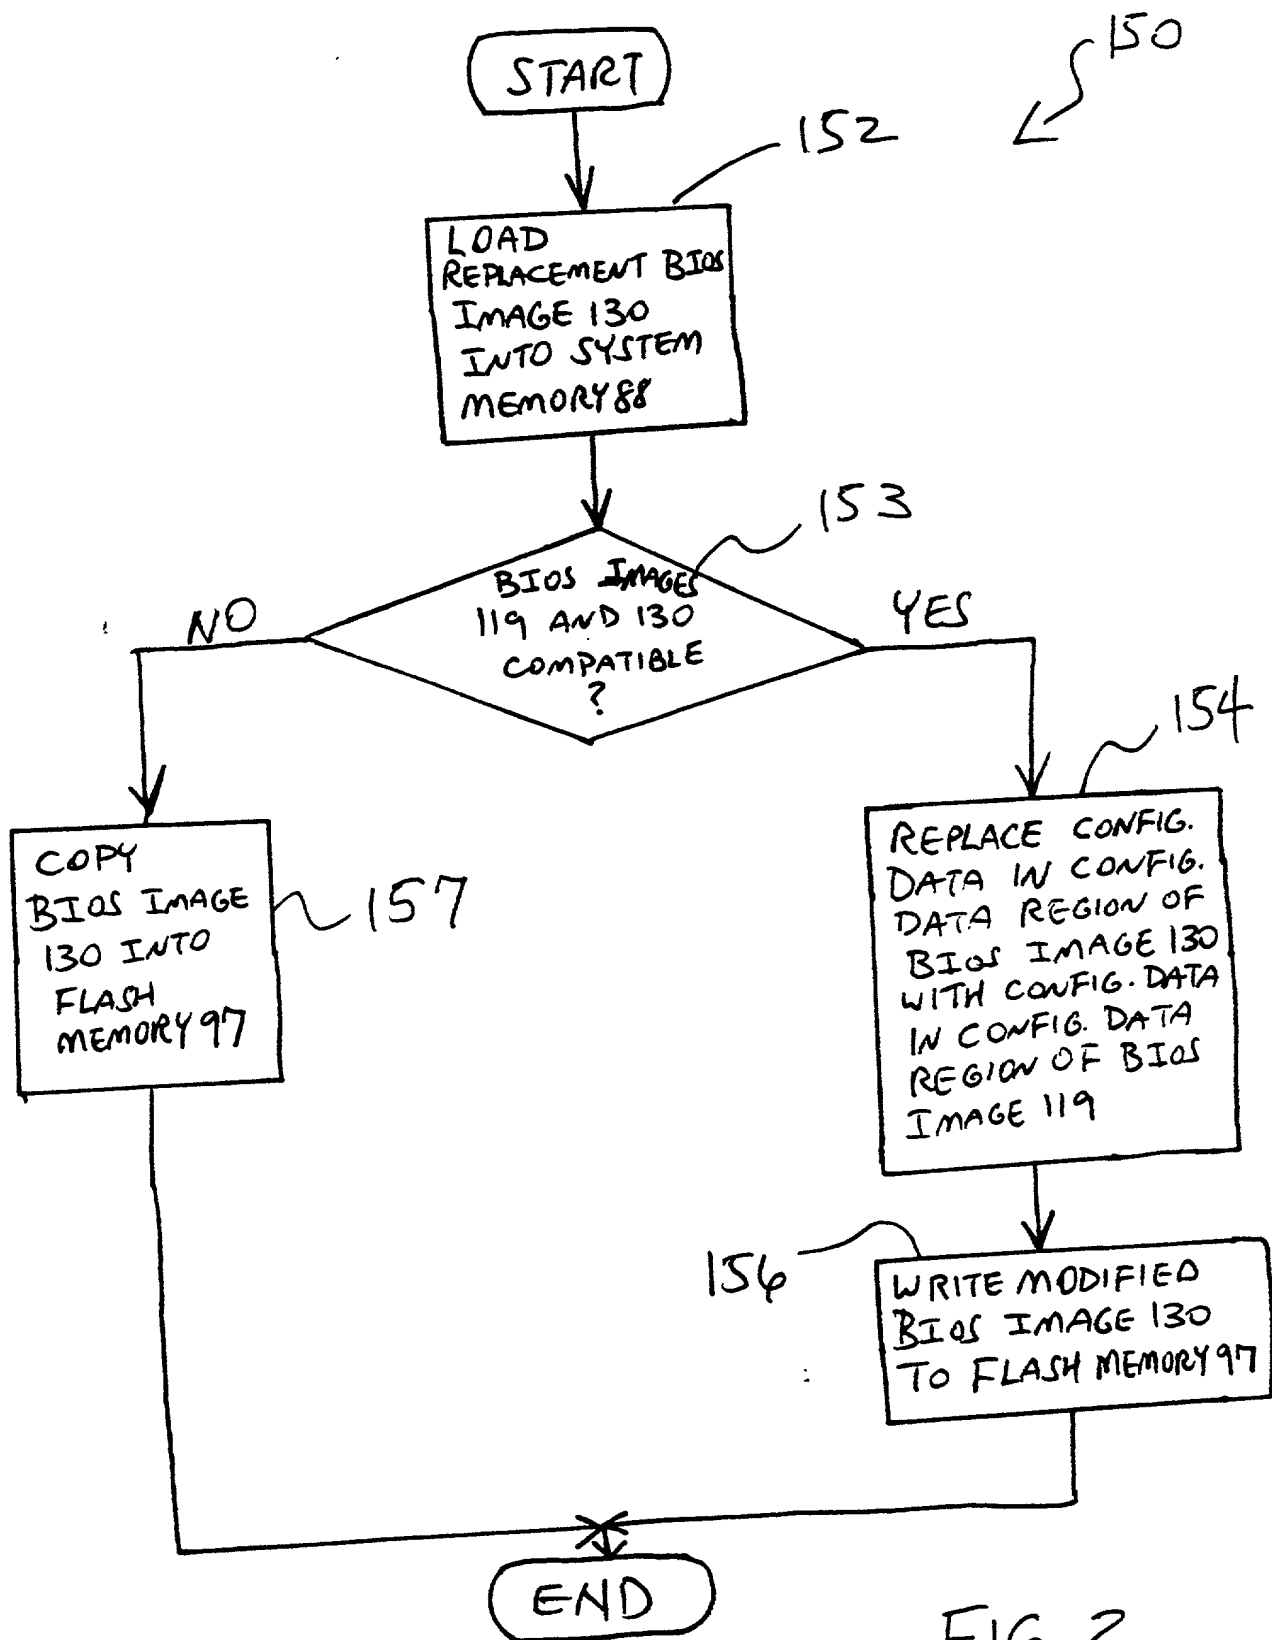 150
START
152
LOAD
REPLACEMENT BIOS
IMAGE 130
INTO SYSTEM
MEMORY 88
153
BIOS IMAGES
119 AND 130
COMPATIBLE
?
NO
YES
154
COPY
BIOS IMAGE
130 INTO
FLASH
MEMORY 97
157
REPLACE CONFIG.
DATA IN CONFIG.
DATA REGION OF
BIOS IMAGE 130
WITH CONFIG. DATA
IN CONFIG. DATA
REGION OF BIOS
IMAGE 119
156
WRITE MODIFIED
BIOS IMAGE 130
TO FLASH MEMORY 97
END
FIG. 2